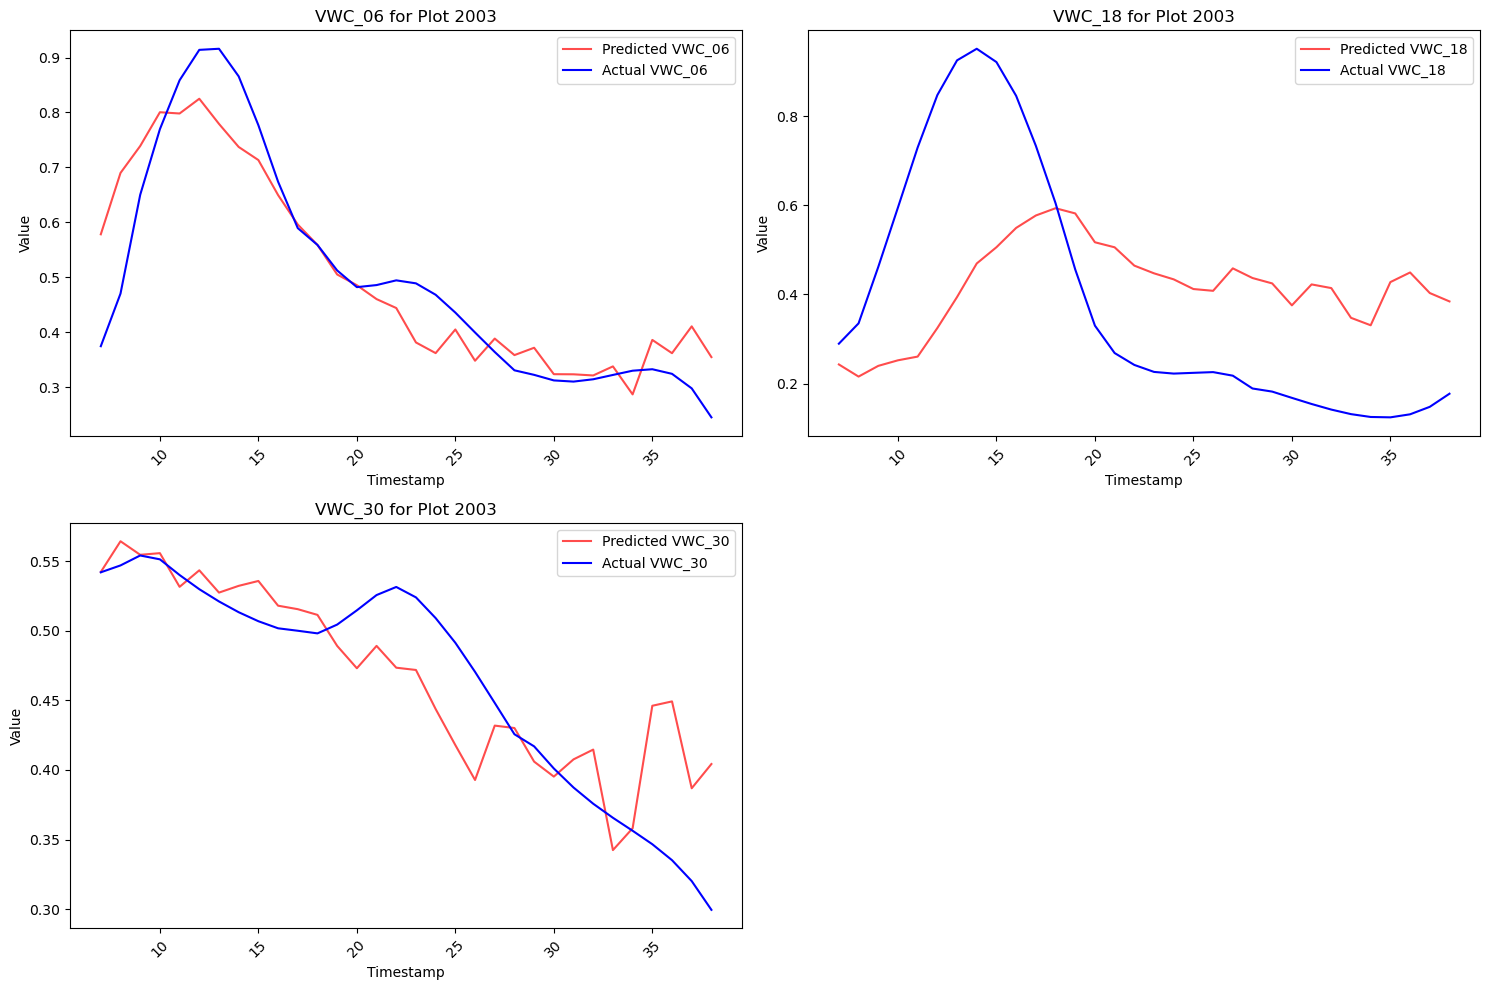 VWC_06 for Plot 2003
Predicted VWC_06
Actual VWC_06
Value
0.9
0.8
0.7
0.6
0.5
0.4
0.3
10
15
20
25
30
35
Timestamp
VWC_18 for Plot 2003
Predicted VWC_18
Actual VWC_18
Value
0.8
0.6
0.4
0.2
10
15
20
25
30
35
Timestamp
VWC_30 for Plot 2003
Predicted VWC_30
Actual VWC_30
Value
0.55
0.50
0.45
0.40
0.35
0.30
10
15
20
25
30
35
Timestamp